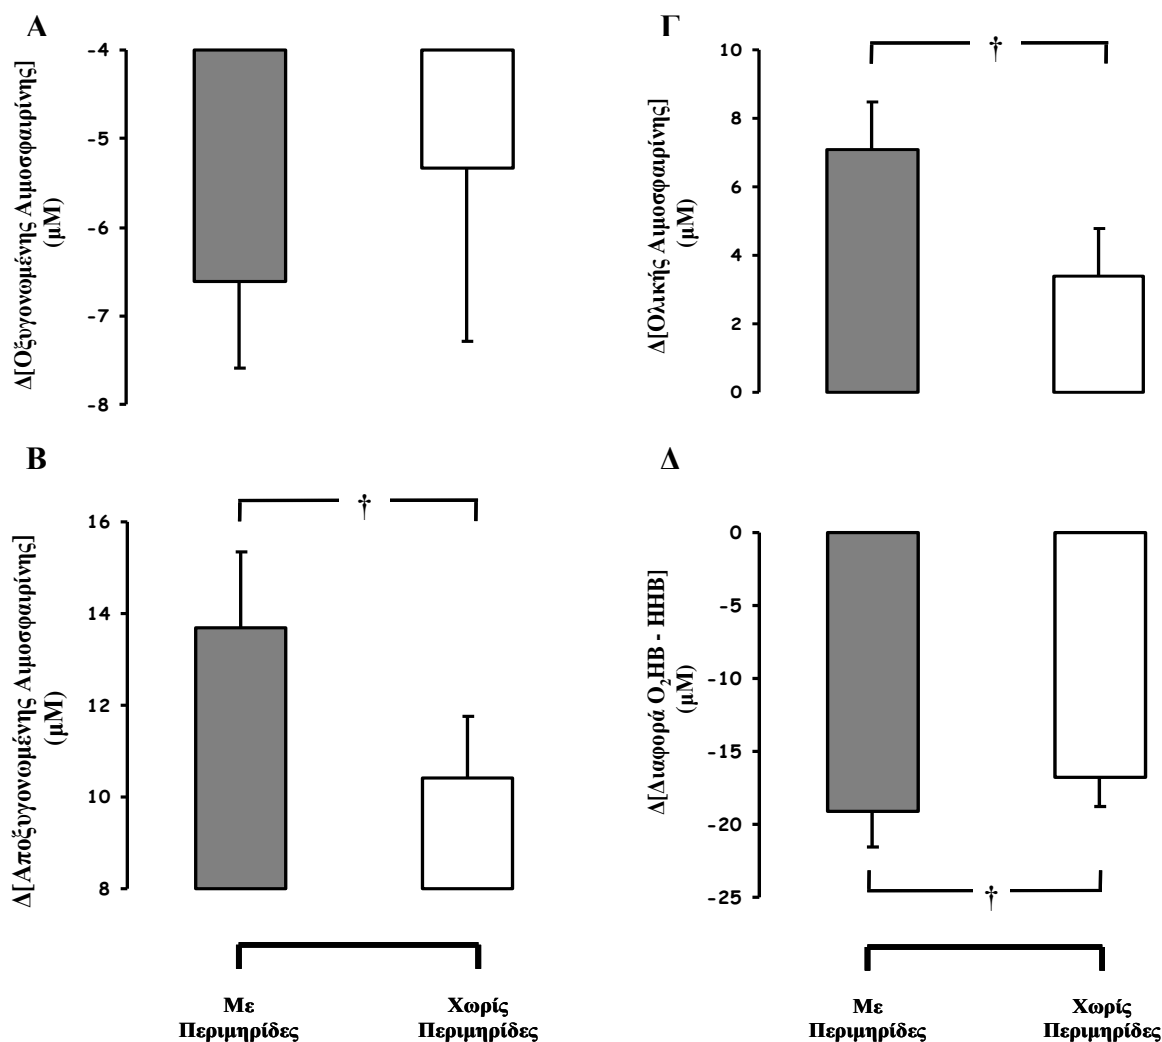 Α
Δ[Οξυγονωμένης Αιμοσφαιρίνης]
(μΜ)
-4
-5
-6
-7
-8
Γ
†
Δ[Ολικής Αιμοσφαιρίνης]
(μΜ)
10
8
6
4
2
0
Β
†
Δ[Αποξυγονωμένης Αιμοσφαιρίνης]
(μΜ)
16
14
12
10
8
Με
Περιμηρίδες
Χωρίς
Περιμηρίδες
Δ
Δ[Διαφορά O₂HB - HHB]
(μΜ)
0
-5
-10
-15
-20
-25
†
Με
Περιμηρίδες
Χωρίς
Περιμηρίδες